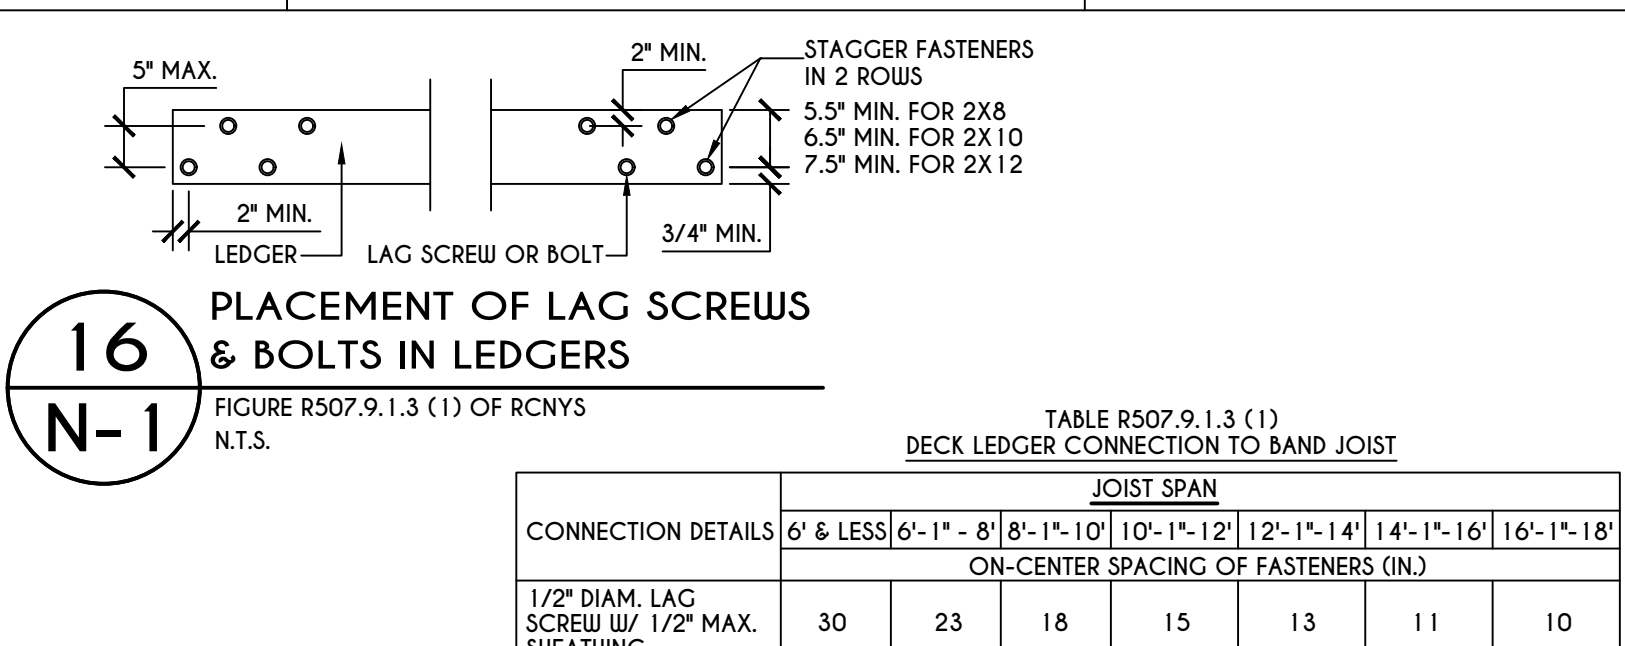 5" MAX.
2" MIN.
STAGGER FASTENERS
IN 2 ROWS
5.5" MIN. FOR 2X8
6.5" MIN. FOR 2X10
7.5" MIN. FOR 2X12
2" MIN.
3/4" MIN.
LEDGER
LAG SCREW OR BOLT
16
N-1
PLACEMENT OF LAG SCREWS
& BOLTS IN LEDGERS
FIGURE R507.9.1.3 (1) OF RCNYS
N.T.S.
TABLE R507.9.1.3 (1)
DECK LEDGER CONNECTION TO BAND JOIST
JOIST SPAN
CONNECTION DETAILS 6' & LESS 6'-1" - 8' 8'-1"-10' 10'-1"-12' 12'-1"-14' 14'-1"-16' 16'-1"-18'
ON-CENTER SPACING OF FASTENERS (IN.)
1/2" DIAM. LAG
SCREW W/ 1/2" MAX. 30 23 18 15 13 11 10
SHEATHING